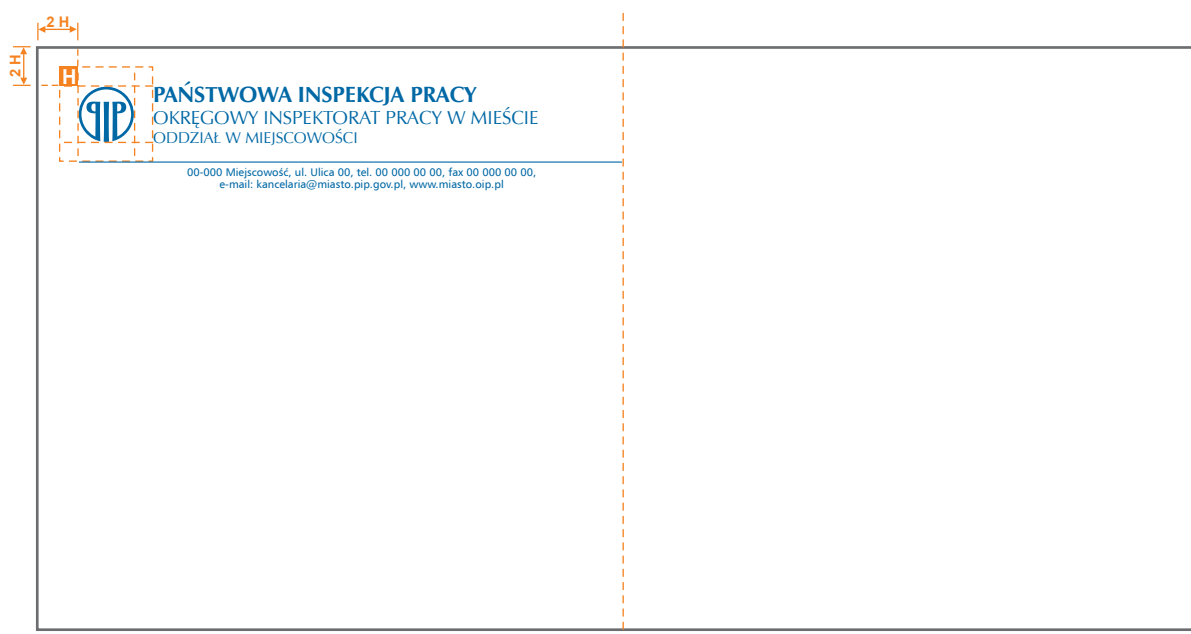 2 H
2 H
H
PIP
PAŃSTWOWA INSPEKCJA PRACY
OKRĘGOWY INSPEKTORAT PRACY W MIEŚCIE
ODDZIAŁ W MIEJSCOWOŚCI
00-000 Miejscowość, ul. Ulica 00, tel. 00 000 00 00, fax 00 000 00 00,
e-mail: kancelaria@miasto.pip.gov.pl, www.miasto.oip.pl